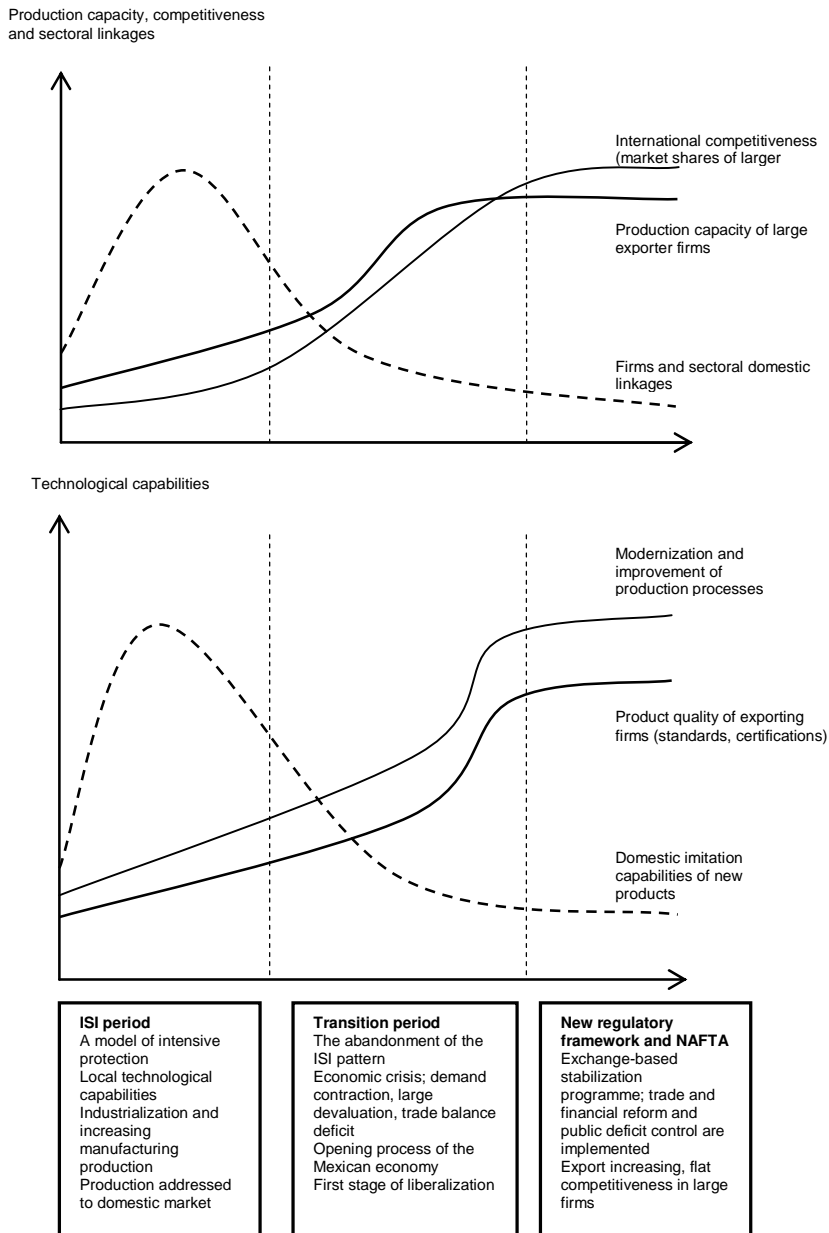 Production capacity, competitiveness
and sectoral linkages
International competitiveness
(market shares of larger
Production capacity of large
exporter firms
Firms and sectoral domestic
linkages
Technological capabilities
Modernization and
improvement of
production processes
Product quality of exporting
firms (standards, certifications)
Domestic imitation
capabilities of new
products
ISI period
A model of intensive
protection
Local technological
capabilities
Industrialization and
increasing
manufacturing
production
Production addressed
to domestic market
Transition period
The abandonment of the
ISI pattern
Economic crisis; demand
contraction, large
devaluation, trade balance
deficit
Opening process of the
Mexican economy
First stage of liberalization
New regulatory
framework and NAFTA
Exchange-based
stabilization
programme; trade and
financial reform and
public deficit control are
implemented
Export increasing, flat
competitiveness in large
firms